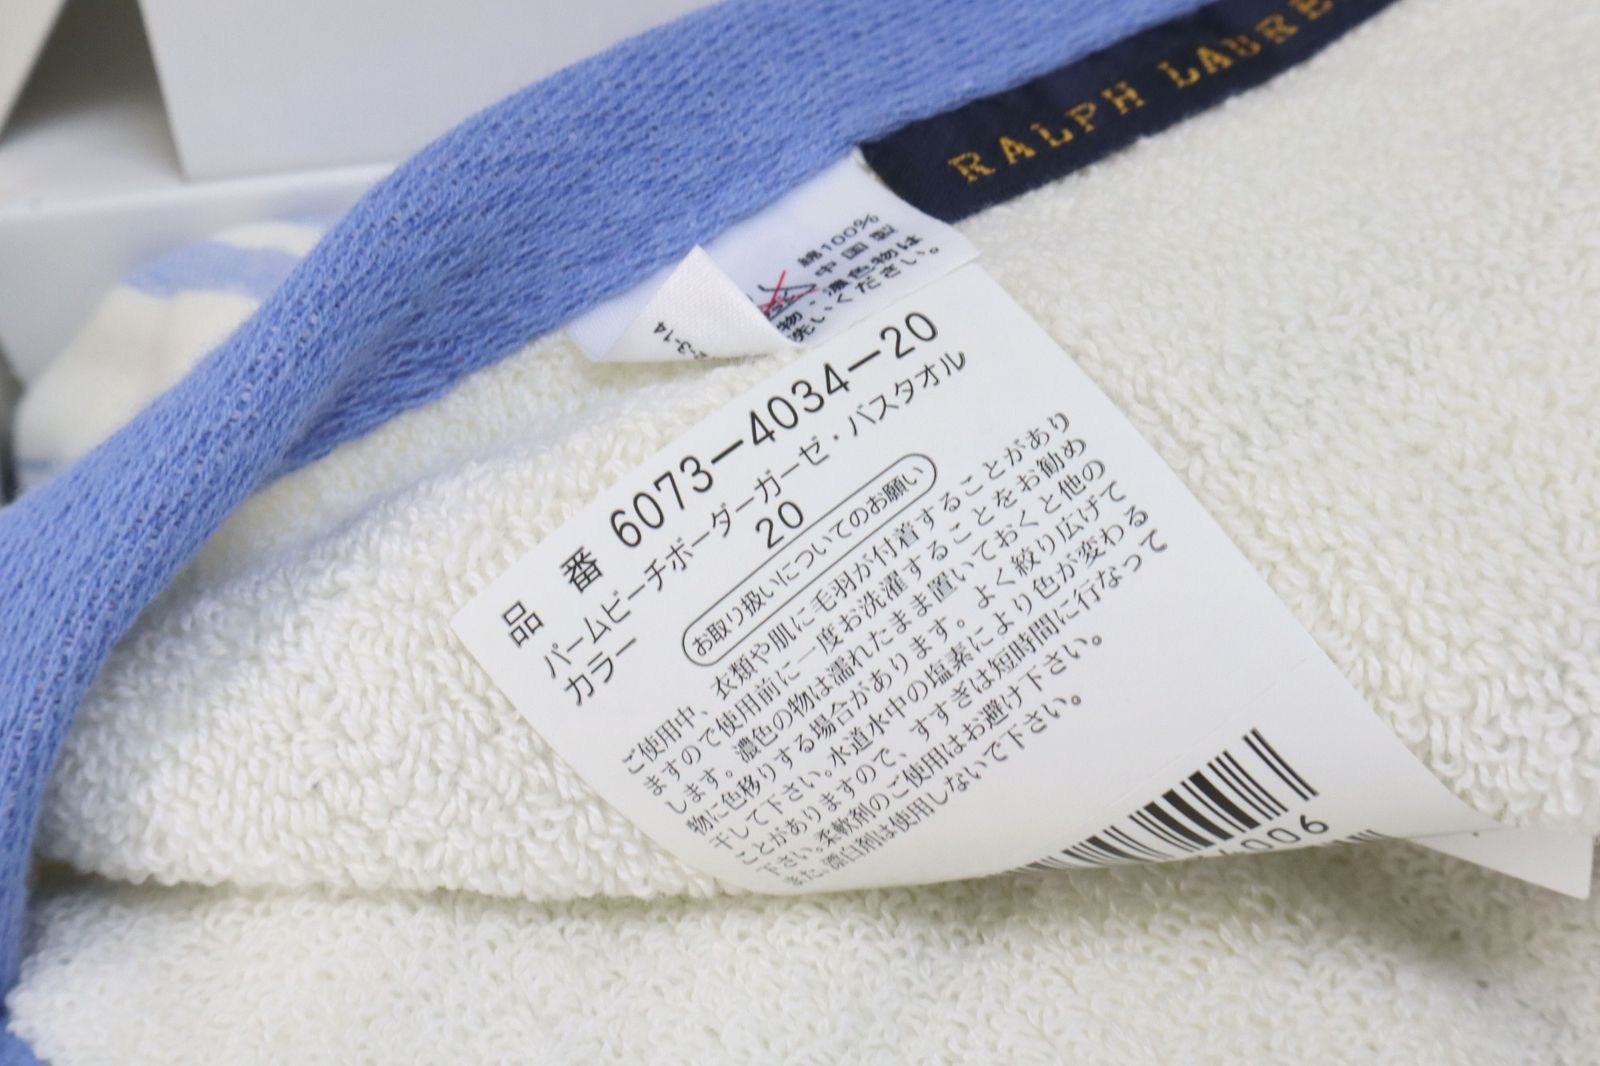 RALPH LAURE
綿100%
中国製
物・濃色物は
洗いください。
-3-14
品 番 6073-4034-20
パームビーチボーダーガーゼ・バスタオル
カラー 20
お取り扱いについてのお願い
ご使用中、衣類や肌に毛羽が付着することがあり
ますので使用前に一度お洗濯することをお勧め
します。濃色の物は濡れたまま置いておくと他の
物に色移りする場合があります。よく絞り広げて
干して下さい。水道水中の塩素により色が変わる
ことがありますので、すすぎは短時間に行なって
下さい。柔軟剤のご使用はお避け下さい。
また、漂白剤は使用しないで下さい。
006